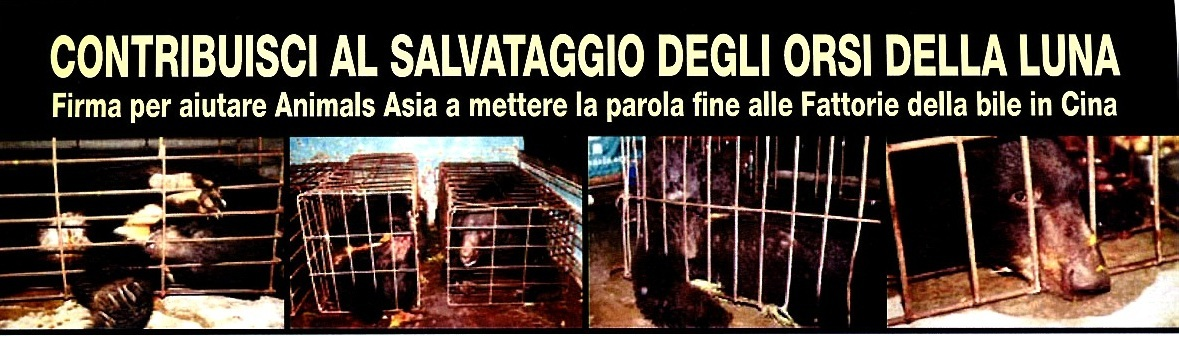 CONTRIBUISCI AL SALVATAGGIO DEGLI ORSI DELLA LUNA
Firma per aiutare Animals Asia a mettere la parola fine alle Fattorie della bile in Cina